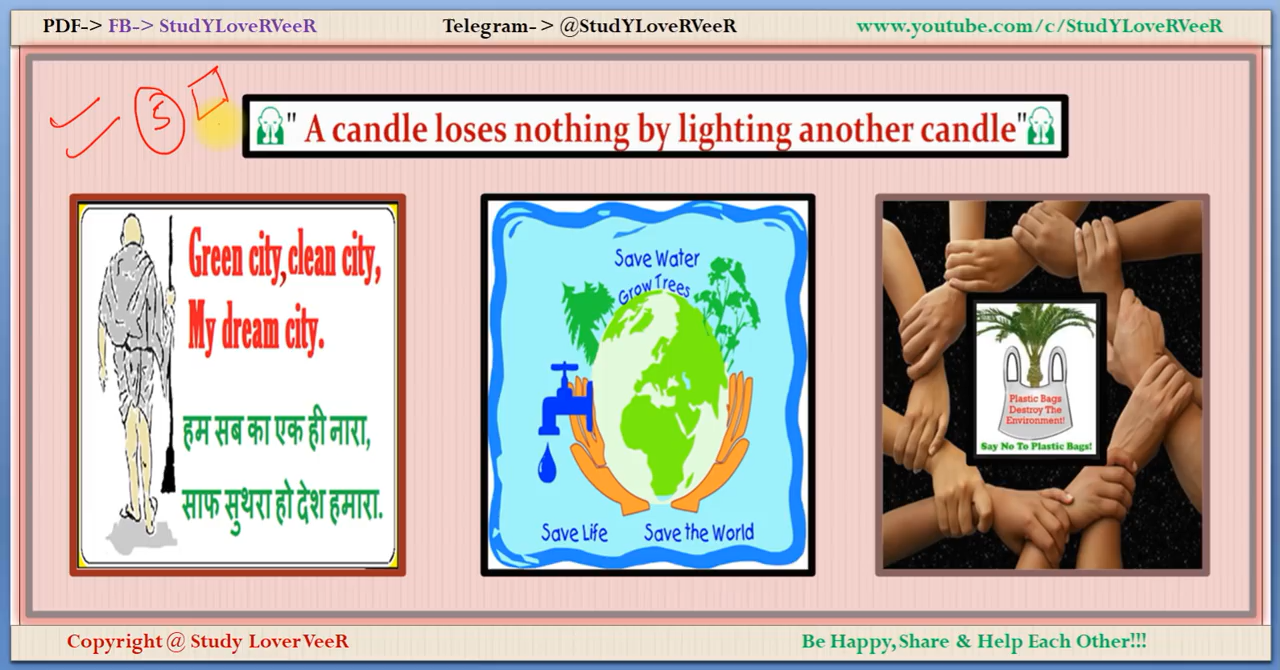 PDF-> FB-> StudYLoveRVeeR
Telegram- > @StudYLoveRVeeR
www.youtube.com/c/StudYLoveRVeeR
5
" A candle loses nothing by lighting another candle"
Green city,clean city,
My dream city.
हम सब का एक ही नारा,
साफ सुथरा हो देश हमारा.
Save Water
Grow Trees
Save Life Save the World
Plastic Bags
Destroy The
Environment!
Say No To Plastic Bags!
Copyright @ Study LoverVeeR
Be Happy,Share & Help Each Other!!!